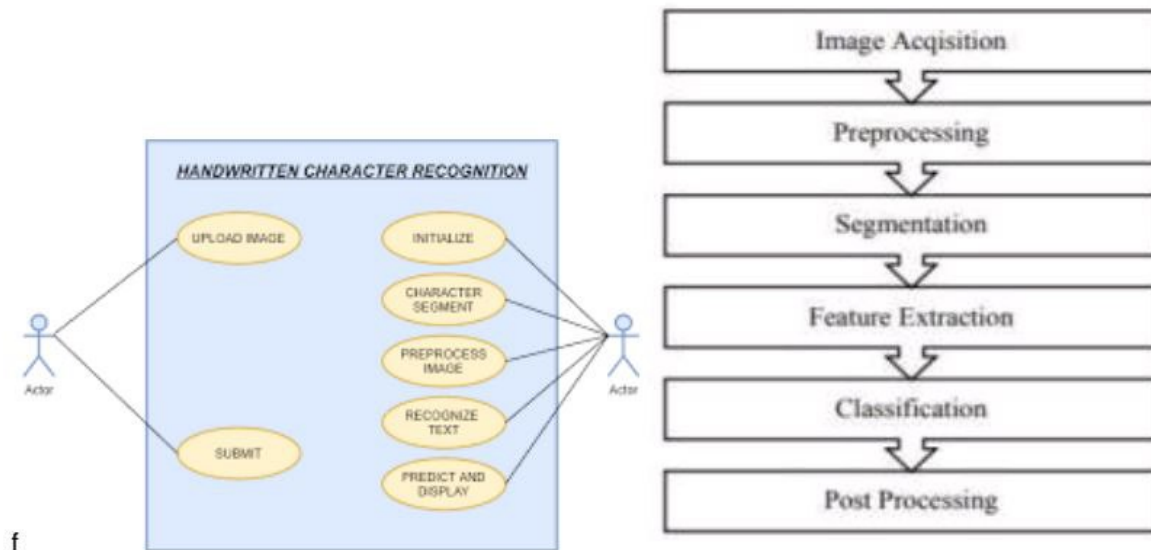 HANDWRITTEN CHARACTER RECOGNITION
UPLOAD IMAGE
SUBMIT
Actor
INITIALIZE
CHARACTER
SEGMENT
PREPROCESS
IMAGE
RECOGNIZE
TEXT
PREDICT AND
DISPLAY
Actor
f
Image Acqisition
Preprocessing
Segmentation
Feature Extraction
Classification
Post Processing